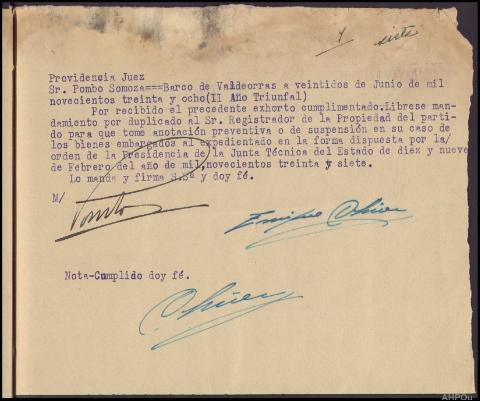 7 siete
Providencia Juez
Sr. Pombo Somoza===Barco de Valdeorras a veintidos de Junio de mil
novecientos treinta y ocho(II Año Triunfal)
Por recibido el precedente exhorto cumplimentado.Librese man-
damiento por duplicado al Sr. Registrador de la Propiedad del parti-
do para que tome anotación preventiva o de suspensión en su caso de
los bienes embargados al expedientado en la forma dispuesta por la/
orden de la Presidencia de la Junta Técnica del Estado de diez y nueve
de Febrero del año de mil novecientos treinta y siete.
Lo manda y firma S.Sª y doy fé.
M/
Pombo
Nota-Cumplido doy fé.
AHPOu